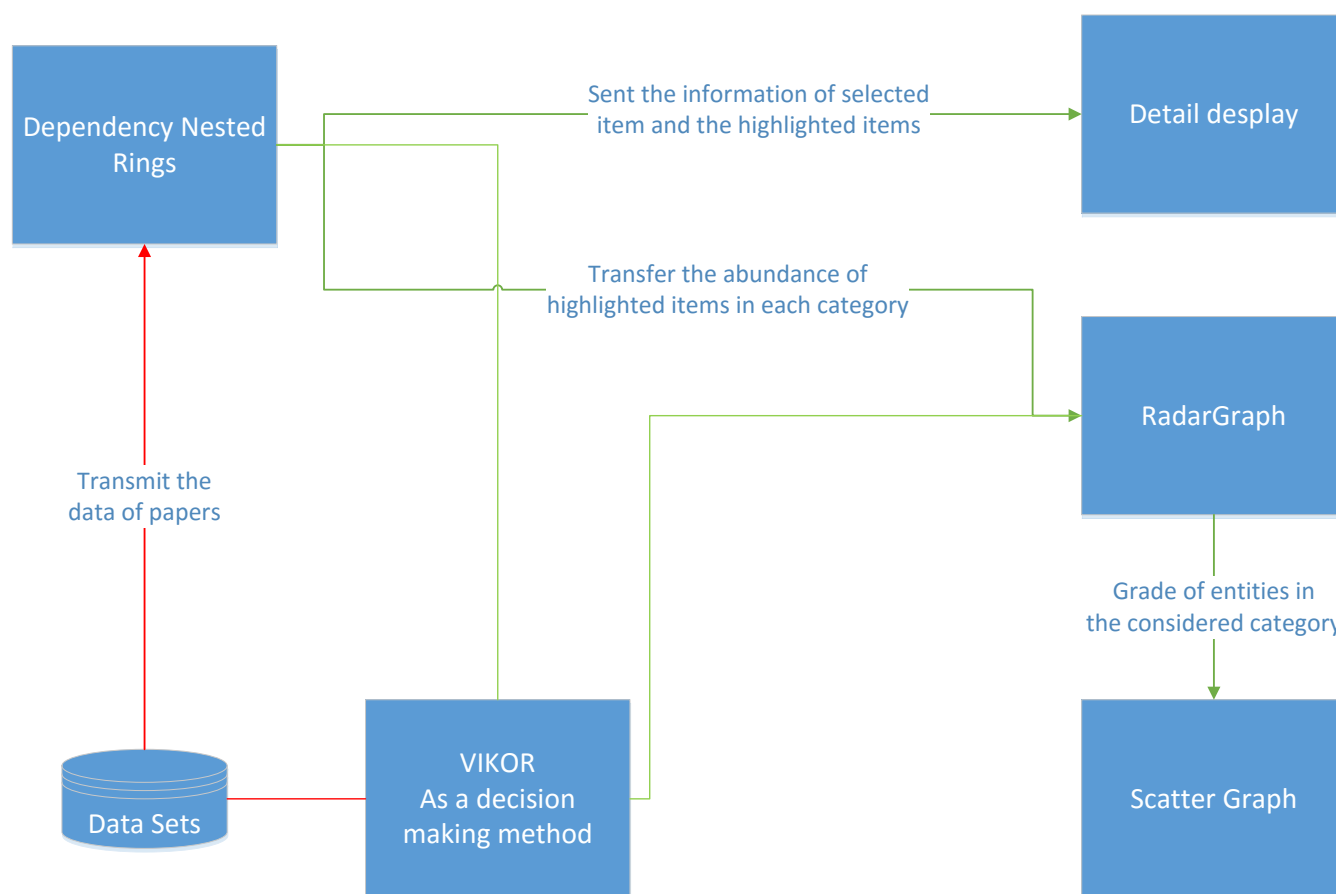 Dependency Nested
Rings
Sent the information of selected
item and the highlighted items
Detail desplay
Transfer the abundance of
highlighted items in each category
RadarGraph
Transmit the
data of papers
Grade of entities in
the considered category
Data Sets
VIKOR
As a decision
making method
Scatter Graph